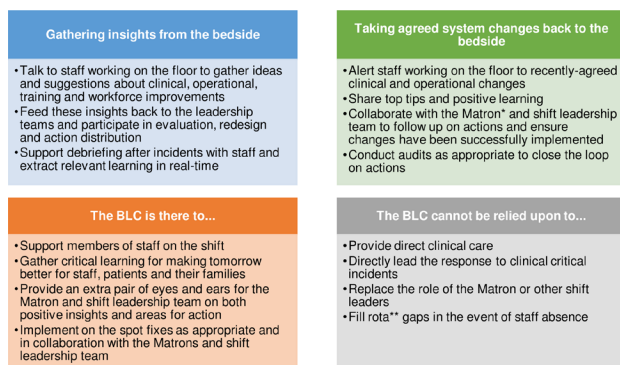 Gathering insights from the bedside
• Talk to staff working on the floor to gather ideas
and suggestions about clinical, operational,
training and workforce improvements
• Feed these insights back to the leadership
teams and participate in evaluation, redesign
and action distribution
• Support debriefing after incidents with staff and
extract relevant learning in real-time
Taking agreed system changes back to the
bedside
• Alert staff working on the floor to recently-agreed
clinical and operational changes
• Share top tips and positive learning
• Collaborate with the Matron* and shift leadership
team to follow up on actions and ensure
changes have been successfully implemented
• Conduct audits as appropriate to close the loop
on actions
The BLC is there to...
• Support members of staff on the shift
• Gather critical learning for making tomorrow
better for staff, patients and their families
• Provide an extra pair of eyes and ears for the
Matron and shift leadership team on both
positive insights and areas for action
• Implement on the spot fixes as appropriate and
in collaboration with the Matrons and shift
leadership team
The BLC cannot be relied upon to...
• Provide direct clinical care
• Directly lead the response to clinical critical
incidents
• Replace the role of the Matron or other shift
leaders
• Fill rota** gaps in the event of staff absence